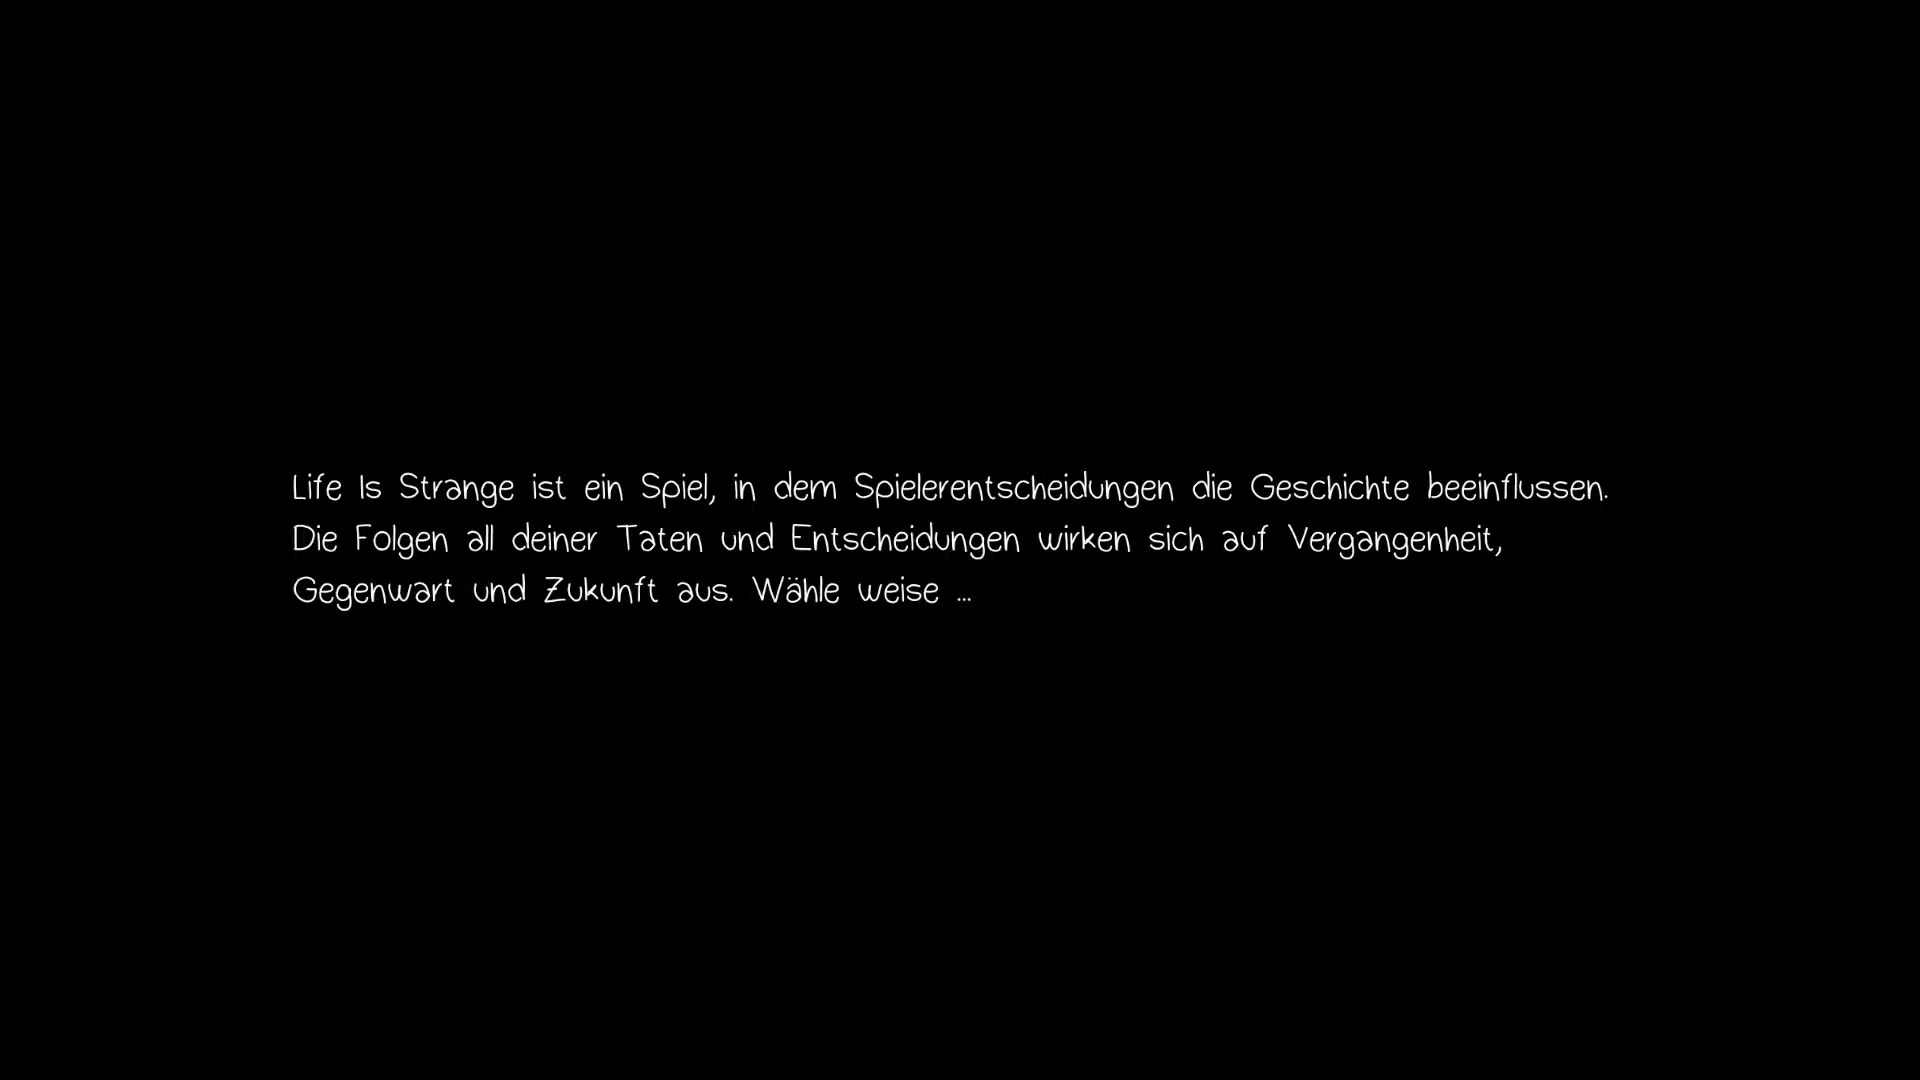 Life Is Strange ist ein Spiel, in dem Spielerentscheidungen die Geschichte beeinflussen.
Die Folgen all deiner Taten und Entscheidungen wirken sich auf Vergangenheit,
Gegenwart und Zukunft aus. Wähle weise ...